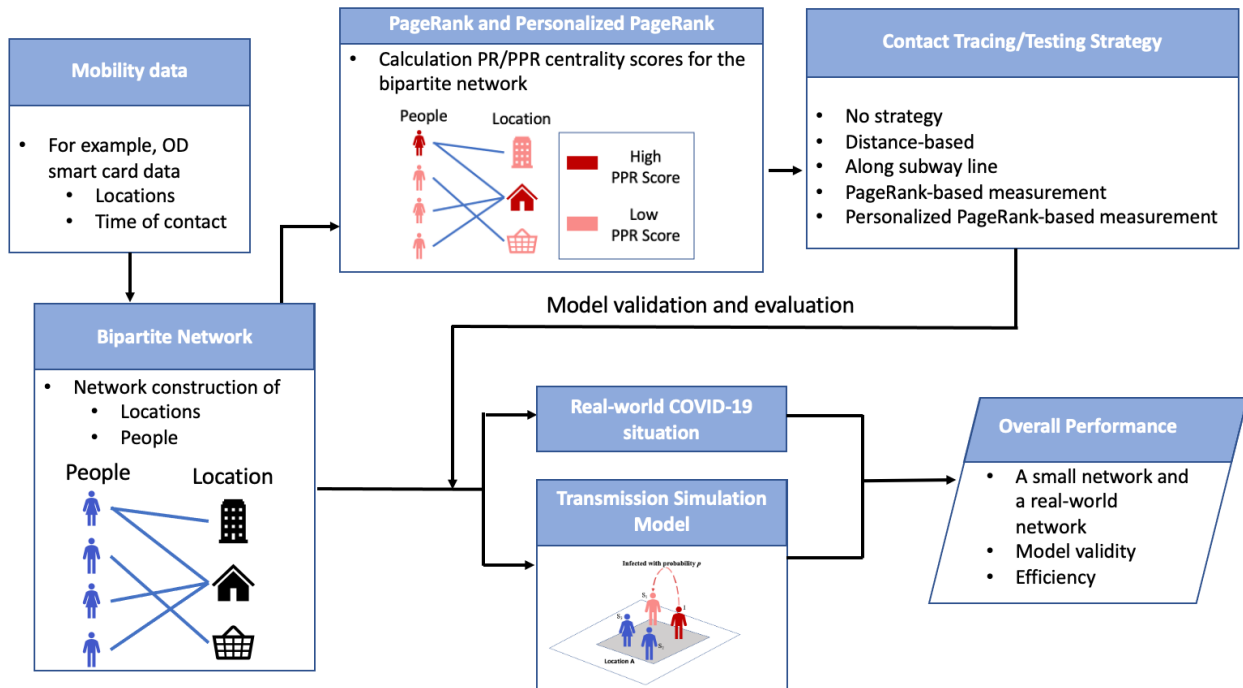 Mobility data
• For example, OD
smart card data
• Locations
• Time of contact
PageRank and Personalized PageRank
• Calculation PR/PPR centrality scores for the
bipartite network
People
Location
High
PPR Score
Low
PPR Score
Contact Tracing/Testing Strategy
• No strategy
• Distance-based
• Along subway line
• PageRank-based measurement
• Personalized PageRank-based measurement
Model validation and evaluation
Bipartite Network
• Network construction of
• Locations
• People
People
Location
Real-world COVID-19
situation
Transmission Simulation
Model
Infected with probability p
S₁
I
S₂
Location A
Overall Performance
• A small network and
a real-world
network
• Model validity
• Efficiency